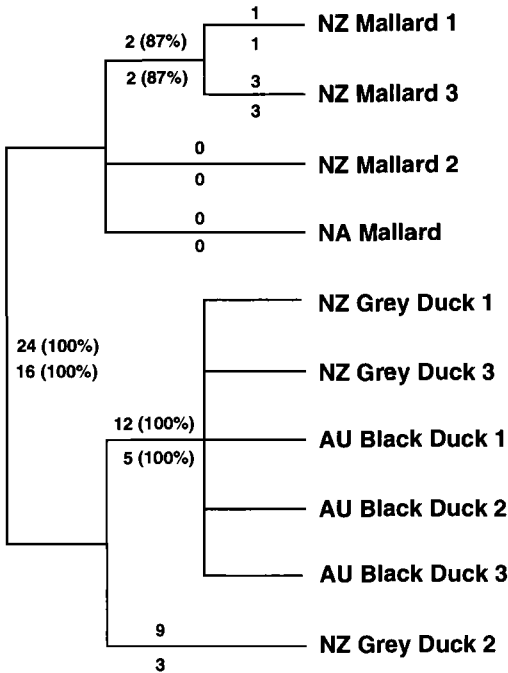 1
NZ Mallard 1
2 (87%)
1
2 (87%)
3
NZ Mallard 3
3
0
NZ Mallard 2
0
0
NA Mallard
0
NZ Grey Duck 1
24 (100%)
16 (100%)
NZ Grey Duck 3
12 (100%)
AU Black Duck 1
5 (100%)
AU Black Duck 2
AU Black Duck 3
9
NZ Grey Duck 2
3